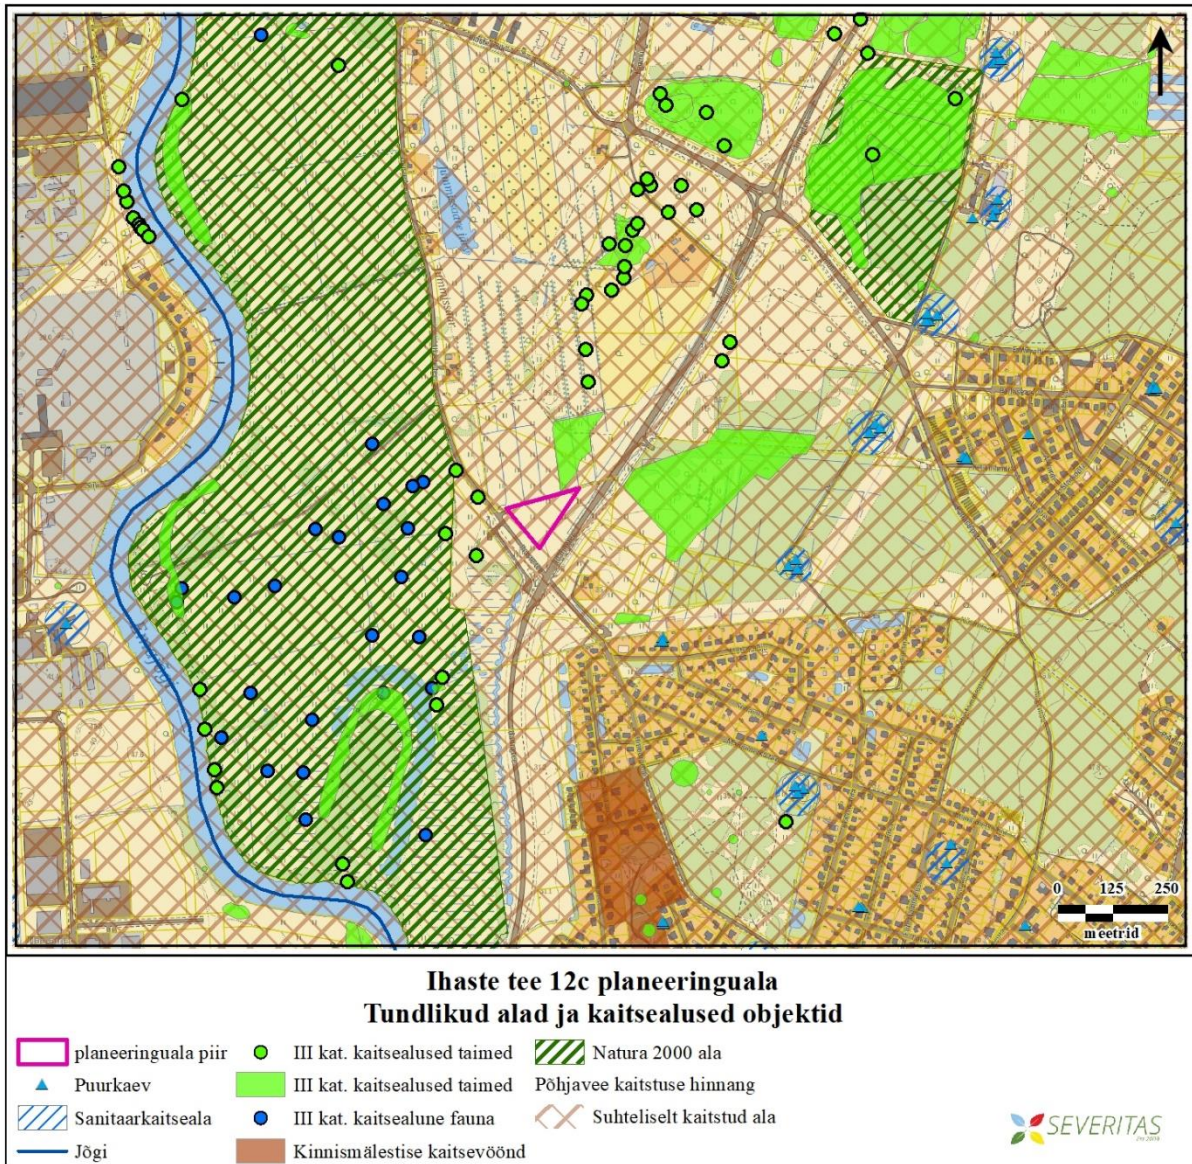 0 125 250
meetrid
Ihaste tee 12c planeeringuala
Tundlikud alad ja kaitsealused objektid
planeeringuala piir
Puurkaev
Sanitaarkaitseala
Jõgi
III kat. kaitsealused taimed
III kat. kaitsealused taimed
III kat. kaitsealune fauna
Kinnismälestise kaitsevöönd
Natura 2000 ala
Põhjavee kaitstuse hinnang
Suhteliselt kaitstud ala
SEVERITAS